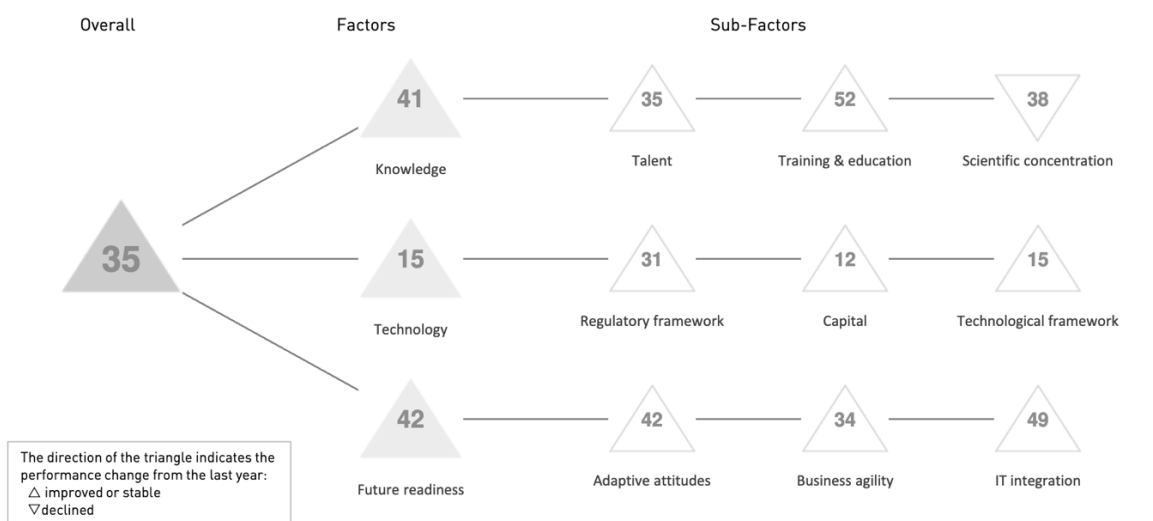 Overall
Factors
Sub-Factors
41
35
52
38
Knowledge
Talent
Training & education
Scientific concentration
35
15
31
12
15
Technology
Regulatory framework
Capital
Technological framework
42
42
34
49
Future readiness
Adaptive attitudes
Business agility
IT integration
The direction of the triangle indicates the
performance change from the last year:
△ improved or stable
▽declined